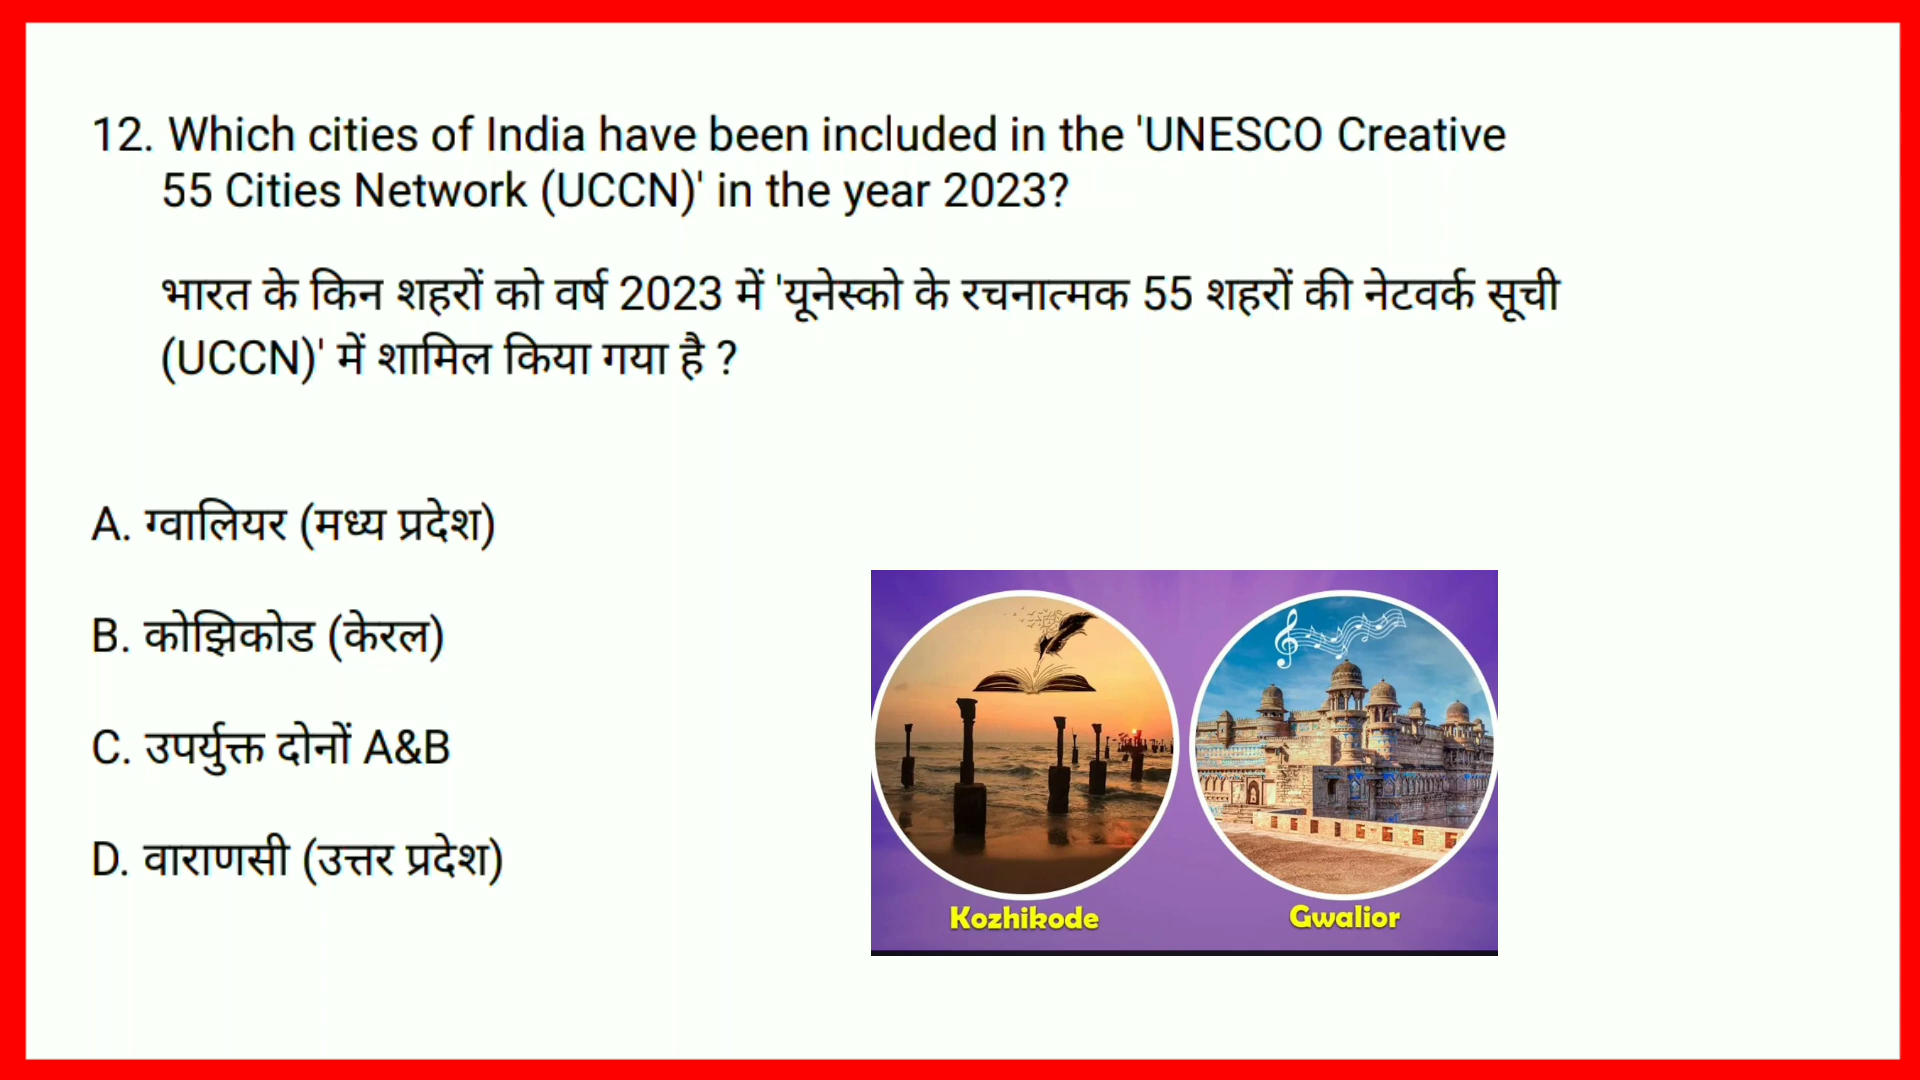 12. Which cities of India have been included in the 'UNESCO Creative
55 Cities Network (UCCN)' in the year 2023?
भारत के किन शहरों को वर्ष 2023 में 'यूनेस्को के रचनात्मक 55 शहरों की नेटवर्क सूची
(UCCN)' में शामिल किया गया है ?
A. ग्वालियर (मध्य प्रदेश)
B. कोझिकोड (केरल)
C. उपर्युक्त दोनों A&B
D. वाराणसी (उत्तर प्रदेश)
Kozhikode
Gwalior